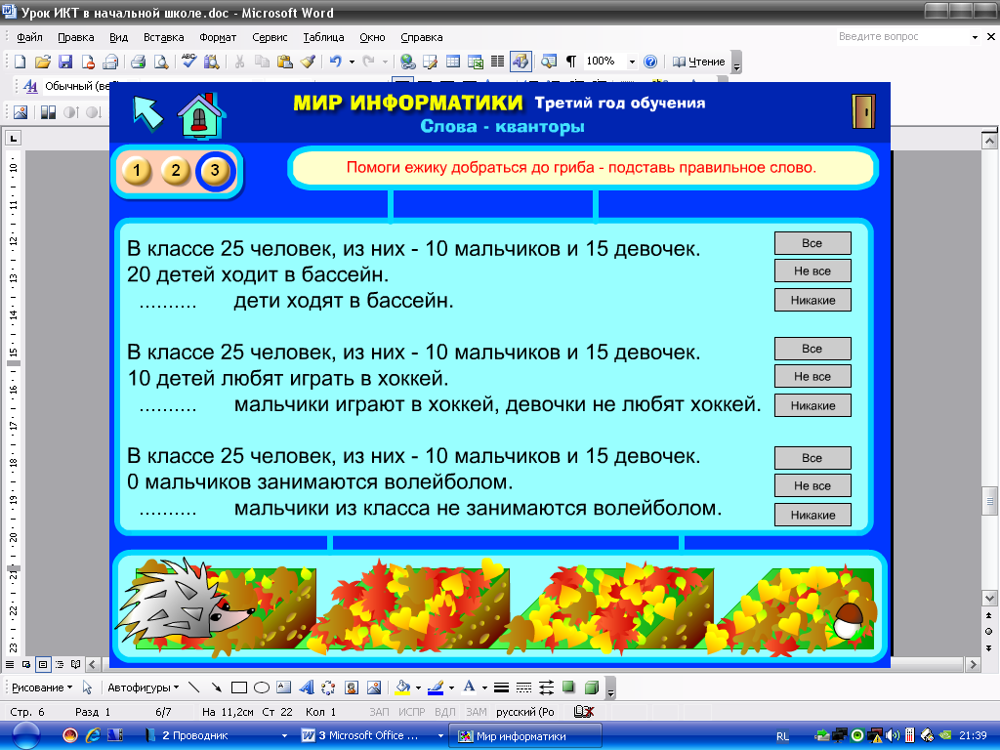 Урок ИКТ в начальной школе.doc - Microsoft Word
Файл Правка Вид Вставка Формат Сервис Таблица Окно Справка Введите вопрос
100% Чтение
Обычный (ве
МИР ИНФОРМАТИКИ Третий год обучения
Слова - кванторы
1 2 3
Помоги ежику добраться до гриба - подставь правильное слово.
В классе 25 человек, из них - 10 мальчиков и 15 девочек.
20 детей ходит в бассейн.
.......... дети ходят в бассейн.
Все
Не все
Никакие
В классе 25 человек, из них - 10 мальчиков и 15 девочек.
10 детей любят играть в хоккей.
.......... мальчики играют в хоккей, девочки не любят хоккей.
Все
Не все
Никакие
В классе 25 человек, из них - 10 мальчиков и 15 девочек.
0 мальчиков занимаются волейболом.
.......... мальчики из класса не занимаются волейболом.
Все
Не все
Никакие
Рисование Автофигуры
Стр. 6 Разд 1 6/7 На 11,2см Ст 22 Кол 1 ЗАП ИСПР ВДЛ ЗАМ русский (Ро
2 Проводник 3 Microsoft Office ... Мир информатики RL 21:39